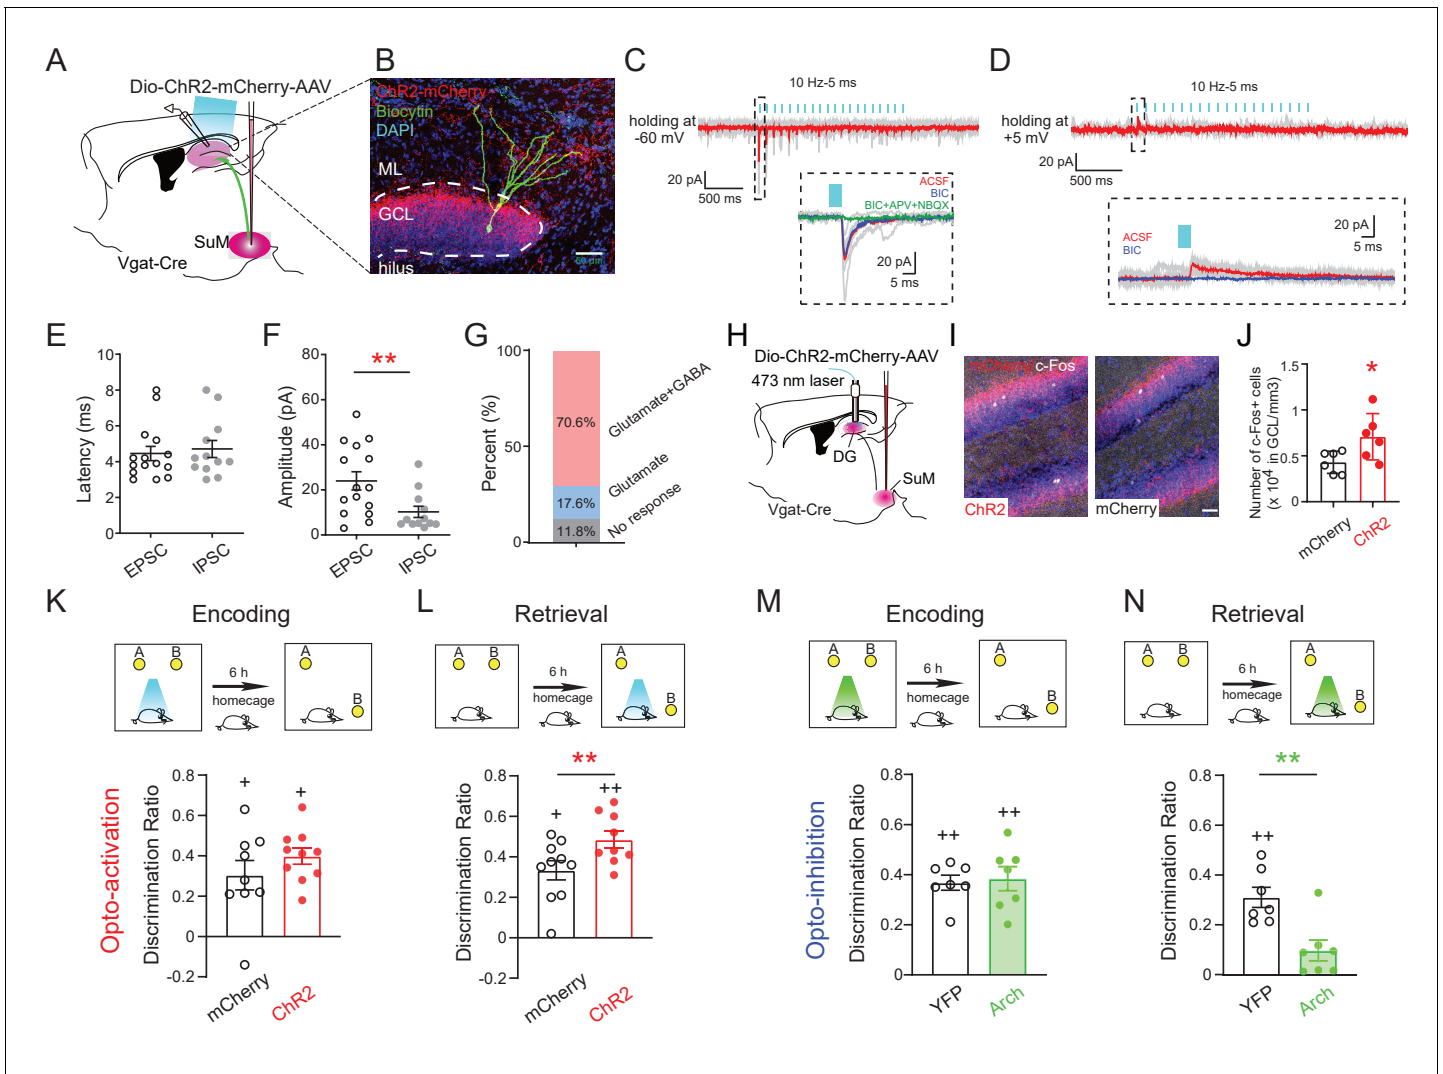 A
Dio-ChR2-mCherry-AAV
SuM
Vgat-Cre
B
ChR2-mCherry
Biocytin
DAPI
ML
GCL
hilus
50 μm
C
10 Hz-5 ms
holding at
-60 mV
20 pA
500 ms
ACSF
BIC
BIC+APV+NBQX
20 pA
5 ms
D
10 Hz-5 ms
holding at
+5 mV
20 pA
500 ms
ACSF
BIC
20 pA
5 ms
E
Latency (ms)
10
8
6
4
2
0
EPSC
IPSC
F
**
Amplitude (pA)
80
60
40
20
0
EPSC
IPSC
G
Percent (%)
100
50
0
70.6%
17.6%
11.8%
Glutamate+GABA
Glutamate
No response
H
Dio-ChR2-mCherry-AAV
473 nm laser
DG
SuM
Vgat-Cre
I
mCherry/c-Fos
ChR2
mCherry
J
Number of c-Fos+ cells
(x 10⁴ in GCL/mm3)
1.5
1
0.5
0
*
mCherry
ChR2
K
Encoding
A B
6 h
homecage
A
B
Opto-activation
Discrimination Ratio
0.8
0.6
0.4
0.2
0
-0.2
+
+
mCherry
ChR2
L
Retrieval
A B
6 h
homecage
A
B
Discrimination Ratio
0.8
0.6
0.4
0.2
0
-0.2
**
+
++
mCherry
ChR2
M
Encoding
A B
6 h
homecage
A
B
Opto-inhibition
Discrimination Ratio
0.8
0.6
0.4
0.2
0
++
++
YFP
Arch
N
Retrieval
A B
6 h
homecage
A
B
Discrimination Ratio
0.8
0.6
0.4
0.2
0
**
++
YFP
Arch